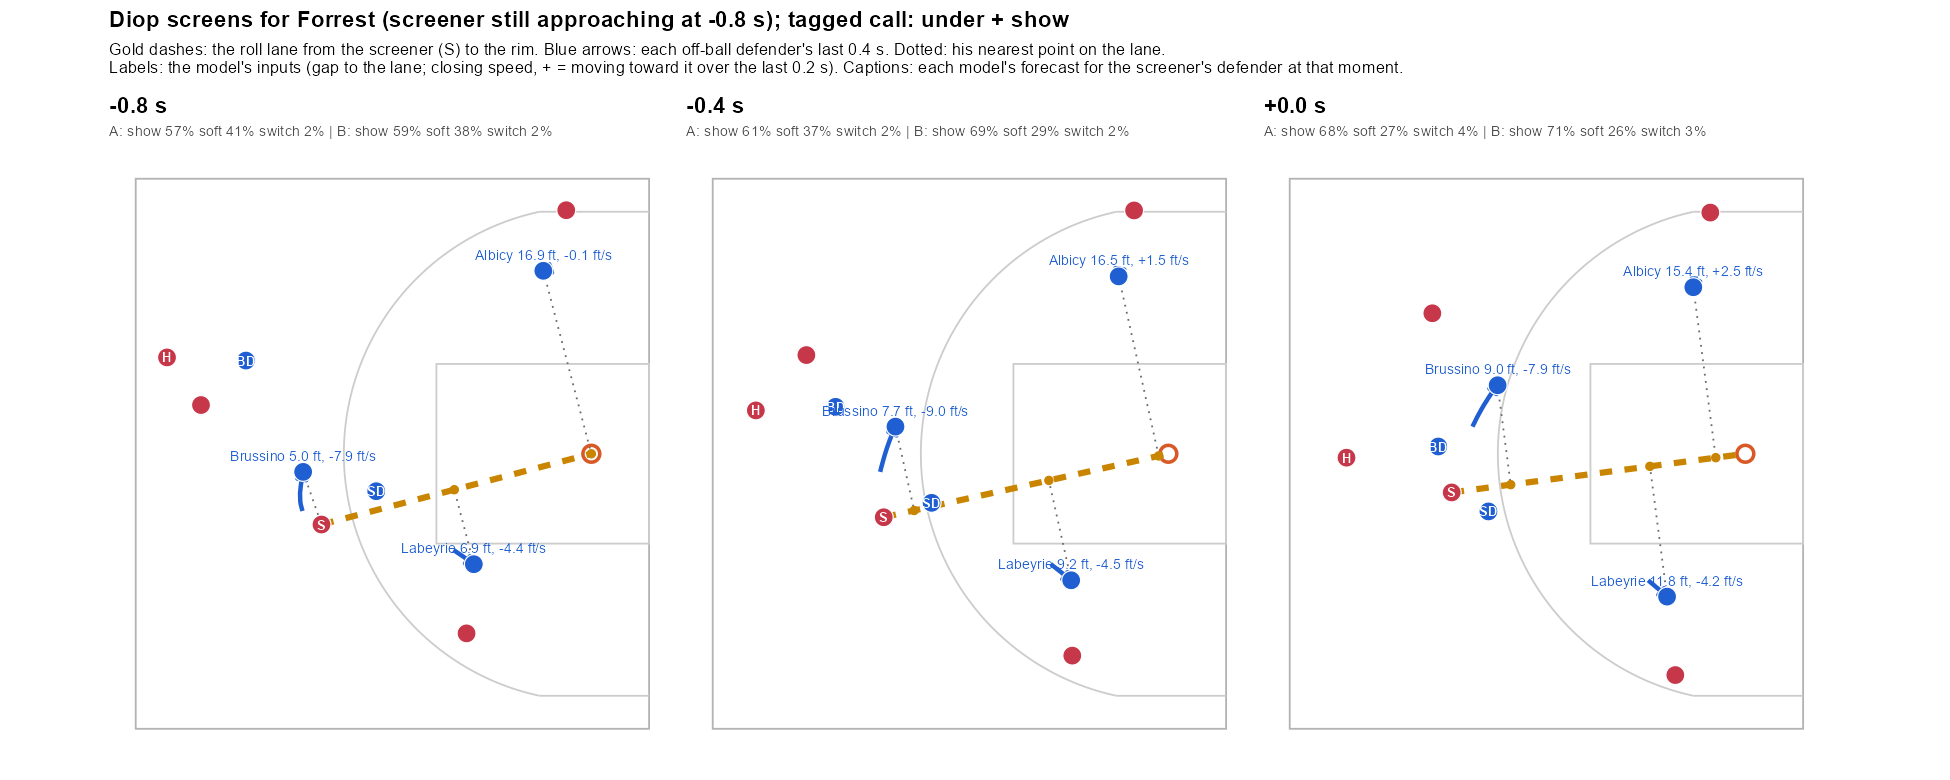 Diop screens for Forrest (screener still approaching at -0.8 s); tagged call: under + show
Gold dashes: the roll lane from the screener (S) to the rim. Blue arrows: each off-ball defender's last 0.4 s. Dotted: his nearest point on the lane.
Labels: the model's inputs (gap to the lane; closing speed, + = moving toward it over the last 0.2 s). Captions: each model's forecast for the screener's defender at that moment.
-0.8 s
A: show 57% soft 41% switch 2% | B: show 59% soft 38% switch 2%
Albicy 16.9 ft, -0.1 ft/s
H
BD
Brussino 5.0 ft, -7.9 ft/s
SD
S
Labeyrie 6.9 ft, -4.4 ft/s
-0.4 s
A: show 61% soft 37% switch 2% | B: show 69% soft 29% switch 2%
Albicy 16.5 ft, +1.5 ft/s
H
BD
Brussino 7.7 ft, -9.0 ft/s
SD
S
Labeyrie 9.2 ft, -4.5 ft/s
+0.0 s
A: show 68% soft 27% switch 4% | B: show 71% soft 26% switch 3%
Albicy 15.4 ft, +2.5 ft/s
Brussino 9.0 ft, -7.9 ft/s
BD
H
S
SD
Labeyrie 11.8 ft, -4.2 ft/s